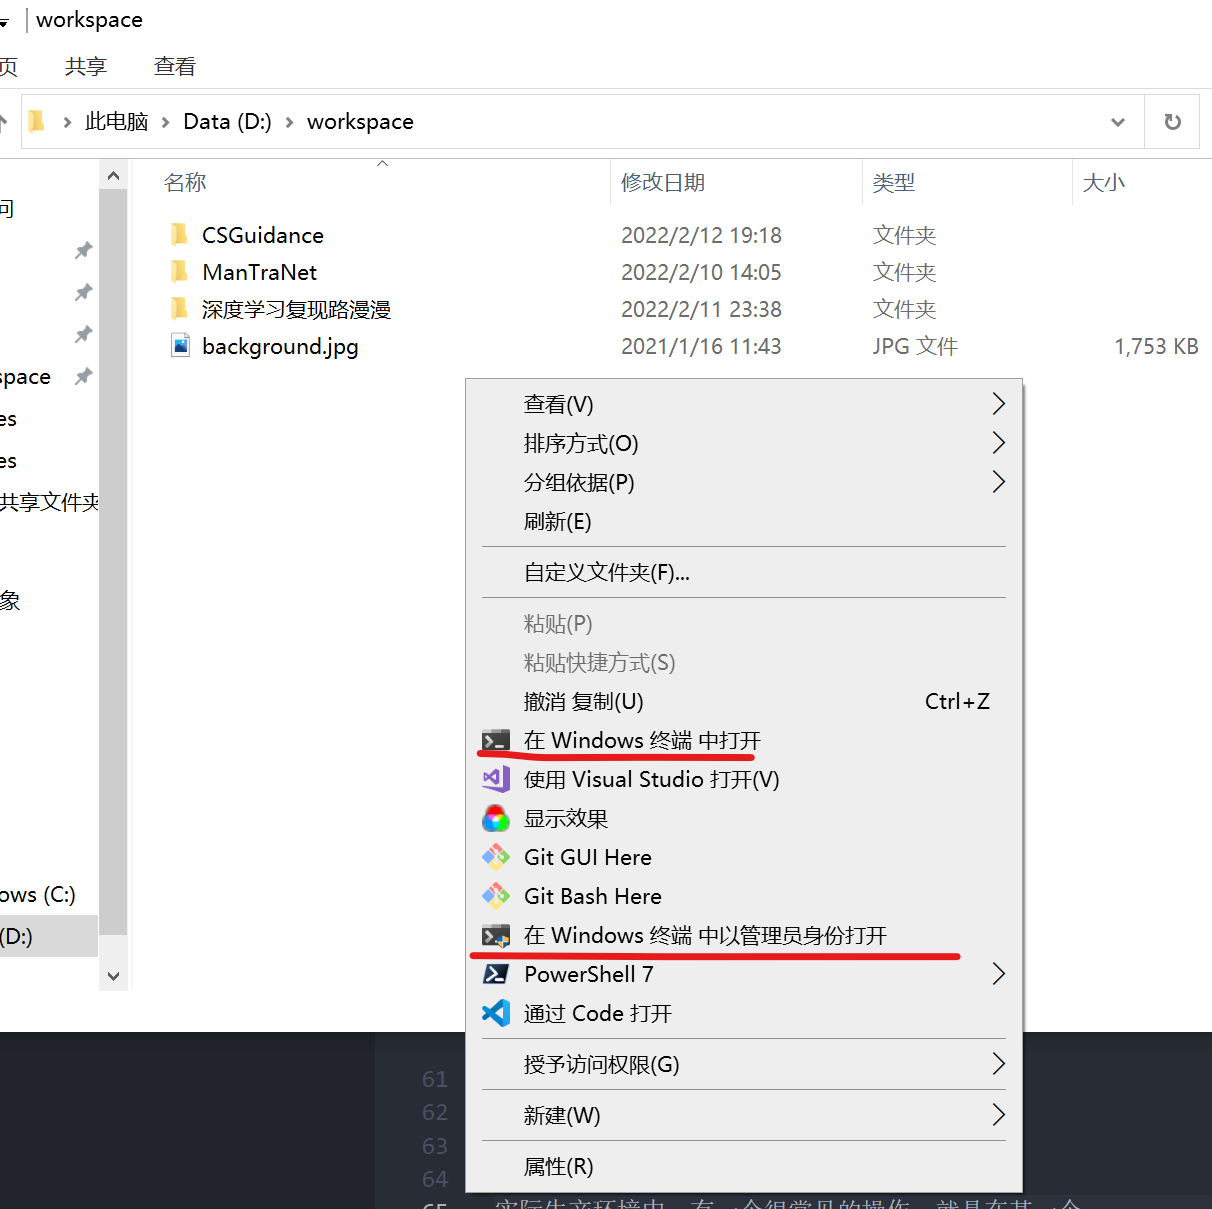 workspace
页 共享 查看
此电脑 > Data (D:) > workspace
名称 修改日期 类型 大小
问
CSGuidance 2022/2/12 19:18 文件夹
ManTraNet 2022/2/10 14:05 文件夹
深度学习复现路漫漫 2022/2/11 23:38 文件夹
background.jpg 2021/1/16 11:43 JPG 文件 1,753 KB
space
es
es
共享文件夹
象
ows (C:)
(D:)
查看(V)
排序方式(O)
分组依据(P)
刷新(E)
自定义文件夹(F)...
粘贴(P)
粘贴快捷方式(S)
撤消 复制(U) Ctrl+Z
在 Windows 终端 中打开
使用 Visual Studio 打开(V)
显示效果
Git GUI Here
Git Bash Here
在 Windows 终端 中以管理员身份打开
PowerShell 7
通过 Code 打开
授予访问权限(G)
新建(W)
属性(R)
61
62
63
64
65